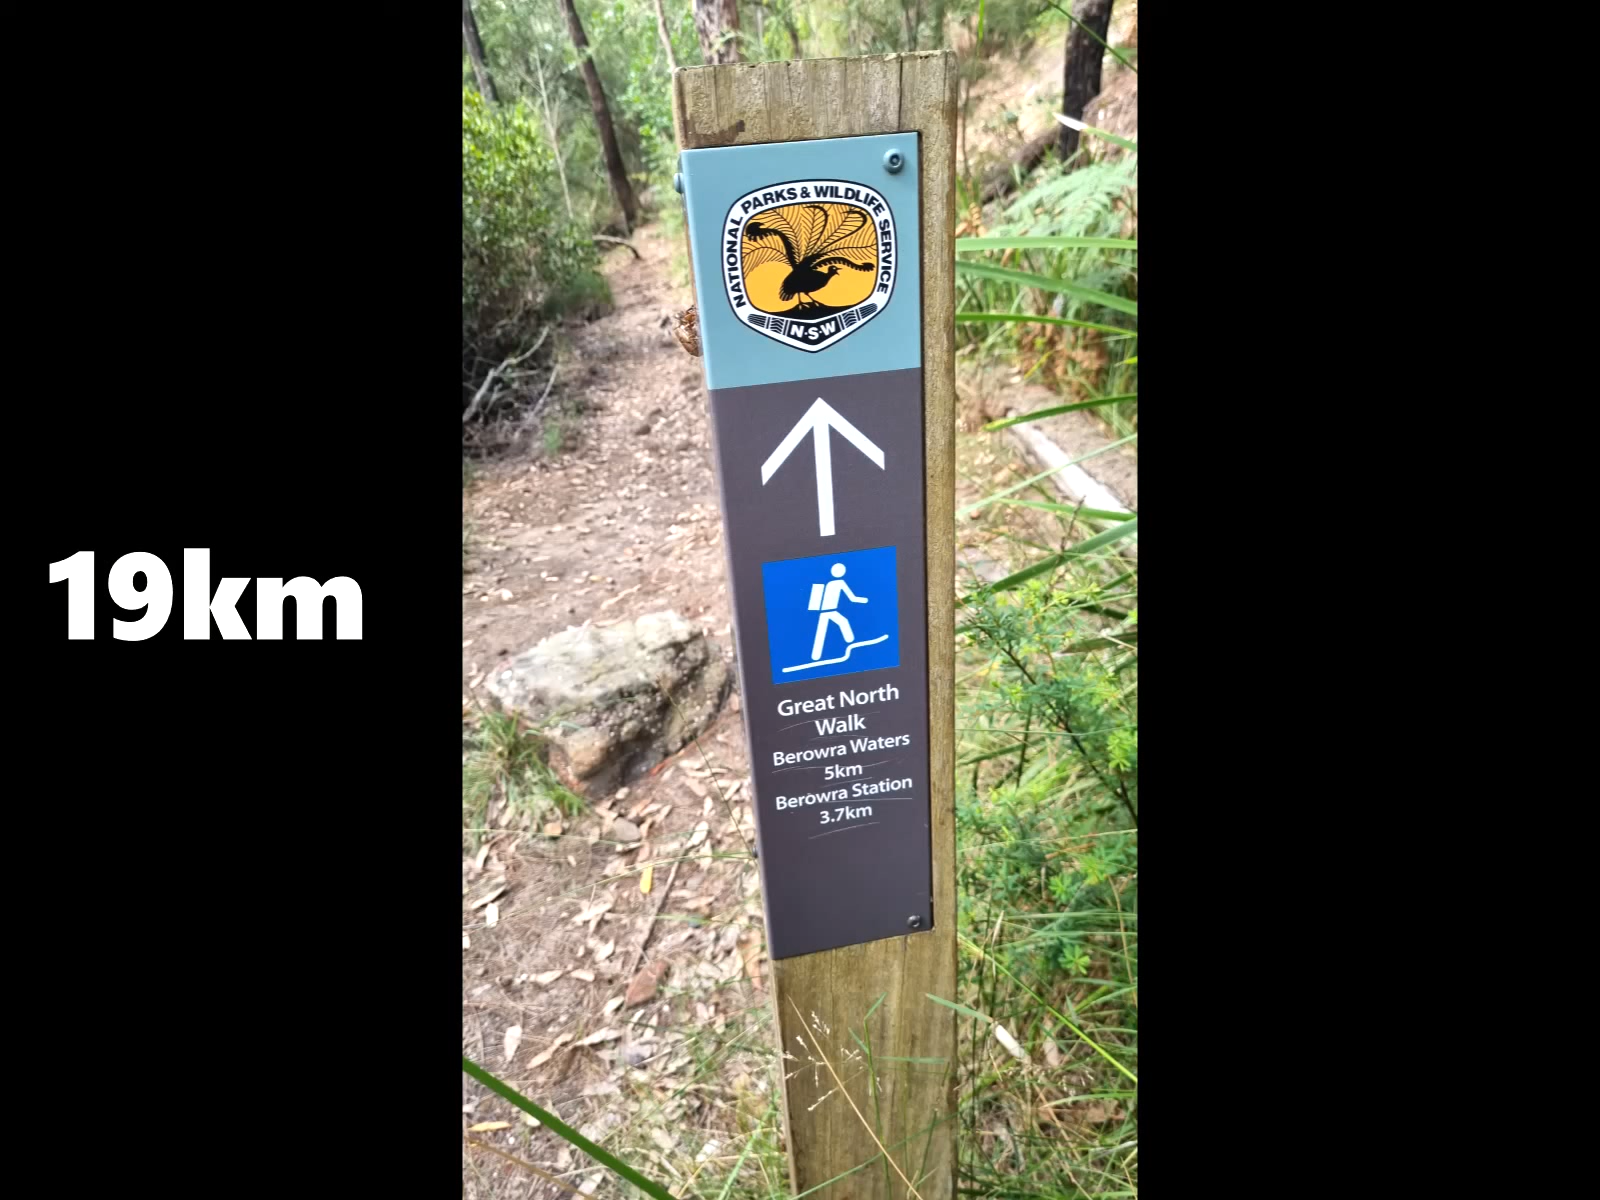 NATIONAL PARKS & WILDLIFE SERVICE
N·S·W
19km
Great North
Walk
Berowra Waters
5km
Berowra Station
3.7km